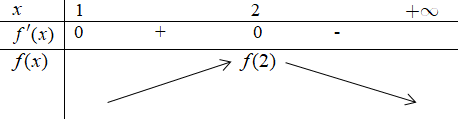 x 1 2 +∞
f′(x) 0 + 0 -
f(x) f(2)